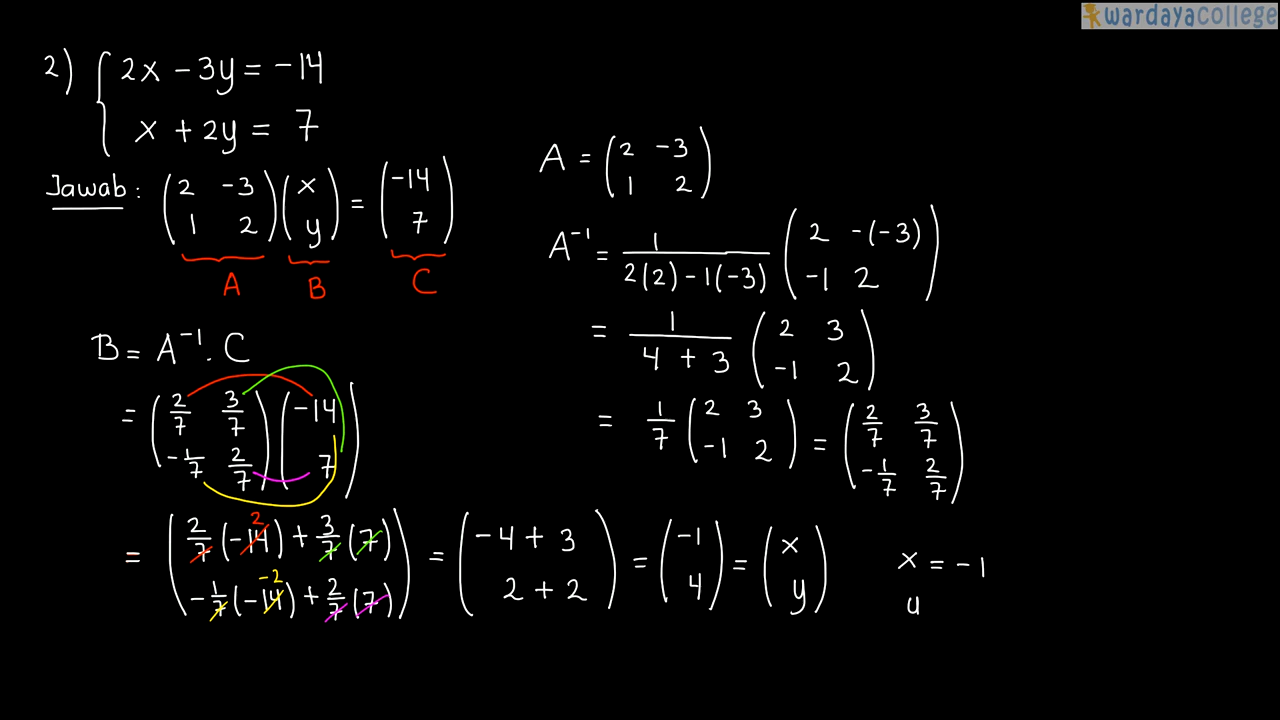 wardayacollege
2) { 2x - 3y = -14
x + 2y = 7
Jawab : (2 -3 / 1 2) (x / y) = (-14 / 7)
A B C
B = A⁻¹ . C
= (2/7 3/7 / -1/7 2/7) (-14 / 7)
= (2/7 (-14) 2 + 3/7 (7) / -1/7 (-14) -2 + 2/7 (7)) = (-4 + 3 / 2 + 2) = (-1 / 4) = (x / y)
A = (2 -3 / 1 2)
A⁻¹ = 1 / (2(2) - 1(-3)) (2 -(-3) / -1 2)
= 1 / (4 + 3) (2 3 / -1 2)
= 1/7 (2 3 / -1 2) = (2/7 3/7 / -1/7 2/7)
x = -1
y